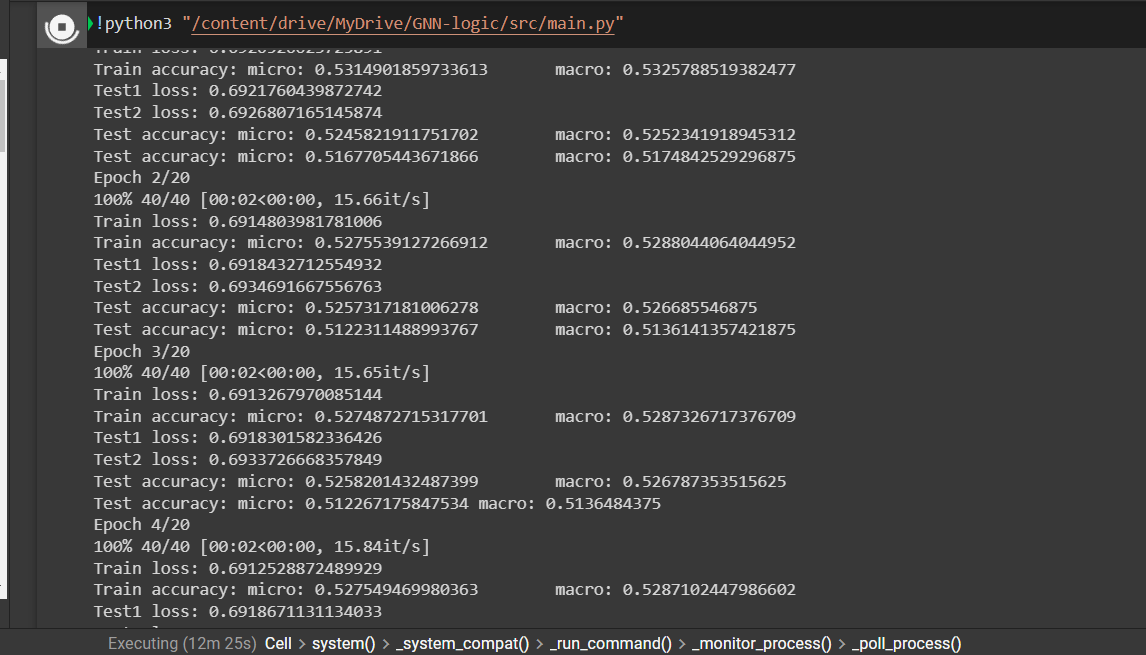 !python3 "/content/drive/MyDrive/GNN-logic/src/main.py"
Train accuracy: micro: 0.5314901859733613 macro: 0.5325788519382477
Test1 loss: 0.6921760439872742
Test2 loss: 0.6926807165145874
Test accuracy: micro: 0.5245821911751702 macro: 0.5252341918945312
Test accuracy: micro: 0.5167705443671866 macro: 0.5174842529296875
Epoch 2/20
100% 40/40 [00:02<00:00, 15.66it/s]
Train loss: 0.6914803981781006
Train accuracy: micro: 0.5275539127266912 macro: 0.5288044064044952
Test1 loss: 0.6918432712554932
Test2 loss: 0.6934691667556763
Test accuracy: micro: 0.5257317181006278 macro: 0.526685546875
Test accuracy: micro: 0.5122311488993767 macro: 0.5136141357421875
Epoch 3/20
100% 40/40 [00:02<00:00, 15.65it/s]
Train loss: 0.6913267970085144
Train accuracy: micro: 0.5274872715317701 macro: 0.5287326717376709
Test1 loss: 0.6918301582336426
Test2 loss: 0.6933726668357849
Test accuracy: micro: 0.5258201432487399 macro: 0.526787353515625
Test accuracy: micro: 0.512267175847534 macro: 0.5136484375
Epoch 4/20
100% 40/40 [00:02<00:00, 15.84it/s]
Train loss: 0.6912528872489929
Train accuracy: micro: 0.527549469980363 macro: 0.5287102447986602
Test1 loss: 0.6918671131134033
Executing (12m 25s) Cell > system() > _system_compat() > _run_command() > _monitor_process() > _poll_process()